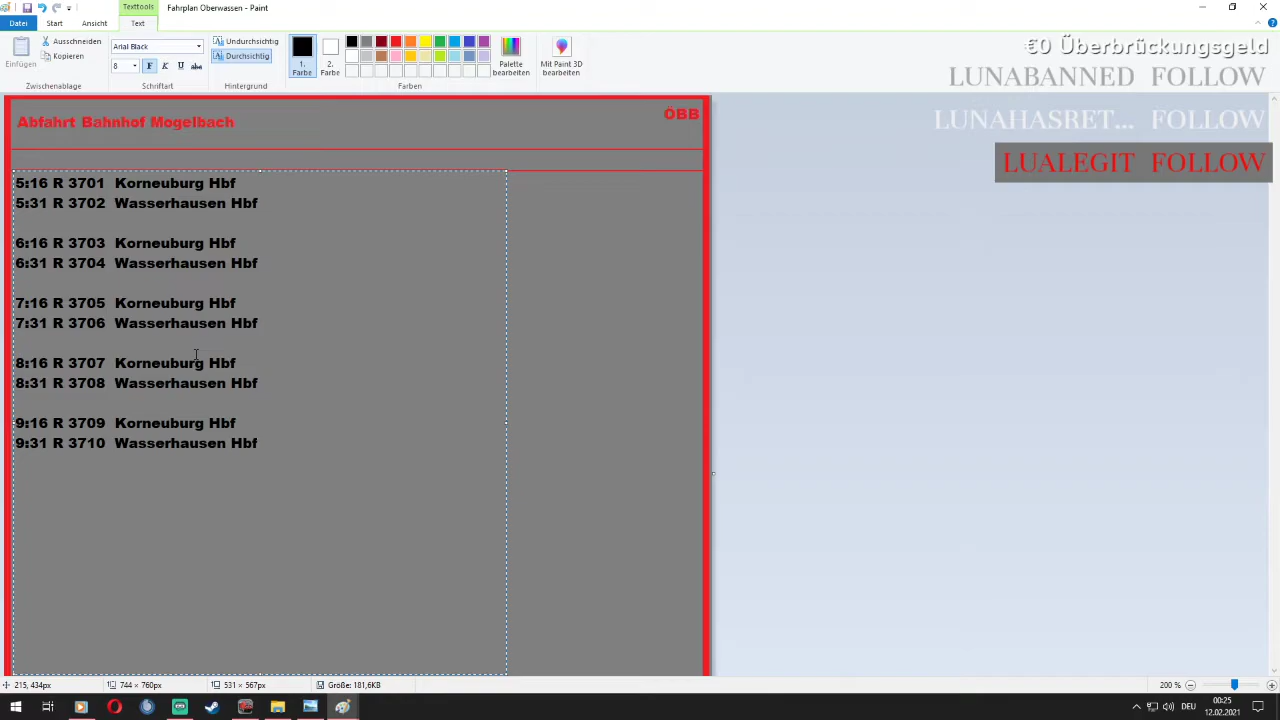 Texttools
Fahrplan Oberwassen - Paint
Datei
Start
Ansicht
Text
Einfügen
Ausschneiden
Kopieren
Zwischenablage
Arial Black
8
F
K
U
abc
Schriftart
Undurchsichtig
Durchsichtig
Hintergrund
1.
Farbe
2.
Farbe
Farben
Palette
bearbeiten
Mit Paint 3D
bearbeiten
€0 Überbrückungsgeld
LUNABANNED FOLLOW
LUNAHASRET... FOLLOW
LUALEGIT FOLLOW
Abfahrt Bahnhof Mogelbach
ÖBB
5:16 R 3701 Korneuburg Hbf
5:31 R 3702 Wasserhausen Hbf
6:16 R 3703 Korneuburg Hbf
6:31 R 3704 Wasserhausen Hbf
7:16 R 3705 Korneuburg Hbf
7:31 R 3706 Wasserhausen Hbf
8:16 R 3707 Korneuburg Hbf
8:31 R 3708 Wasserhausen Hbf
9:16 R 3709 Korneuburg Hbf
9:31 R 3710 Wasserhausen Hbf
215, 434px
744 × 760px
531 × 567px
Größe: 181,6KB
200 %
DEU
00:25
12.02.2021